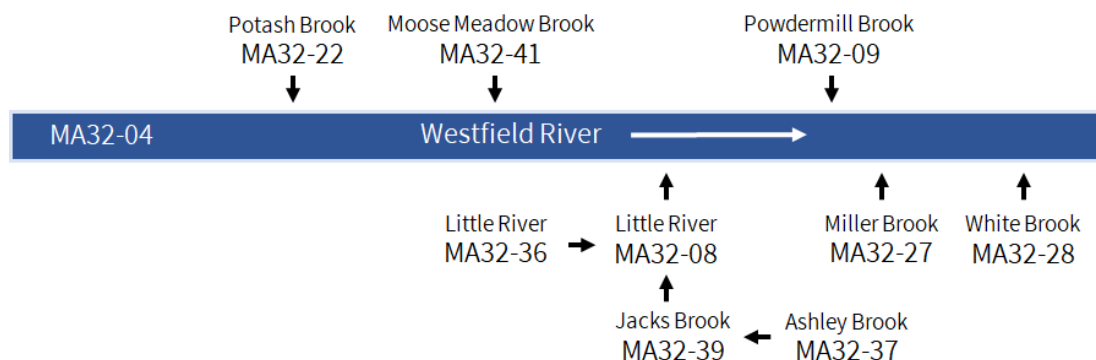 Potash Brook
MA32-22
Moose Meadow Brook
MA32-41
Powdermill Brook
MA32-09
MA32-04
Westfield River
Little River
MA32-36
Little River
MA32-08
Miller Brook
MA32-27
White Brook
MA32-28
Jacks Brook
MA32-39
Ashley Brook
MA32-37